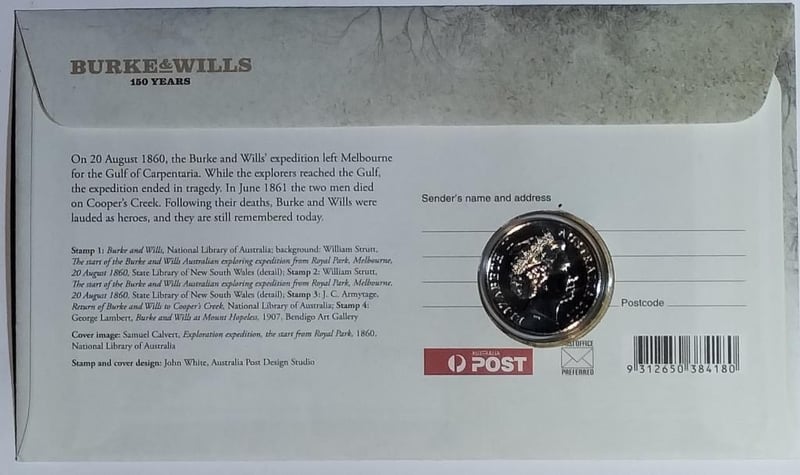 BURKE & WILLS
150 YEARS
On 20 August 1860, the Burke and Wills' expedition left Melbourne
for the Gulf of Carpentaria. While the explorers reached the Gulf,
the expedition ended in tragedy. In June 1861 the two men died
on Cooper's Creek. Following their deaths, Burke and Wills were
lauded as heroes, and they are still remembered today.
Stamp 1: Burke and Wills, National Library of Australia; background: William Strutt,
The start of the Burke and Wills Australian exploring expedition from Royal Park, Melbourne,
20 August 1860, State Library of New South Wales (detail); Stamp 2: William Strutt,
The start of the Burke and Wills Australian exploring expedition from Royal Park, Melbourne,
20 August 1860, State Library of New South Wales (detail); Stamp 3: J. C. Armytage,
Return of Burke and Wills to Cooper's Creek, National Library of Australia; Stamp 4:
George Lambert, Burke and Wills at Mount Hopeless, 1907, Bendigo Art Gallery
Cover image: Samuel Calvert, Exploration expedition, the start from Royal Park, 1860,
National Library of Australia
Stamp and cover design: John White, Australia Post Design Studio
Sender's name and address
ELIZABETH II AUSTRALIA
Postcode
AUSTRALIA
POST
POST OFFICE
PREFERRED
9 312650 384180